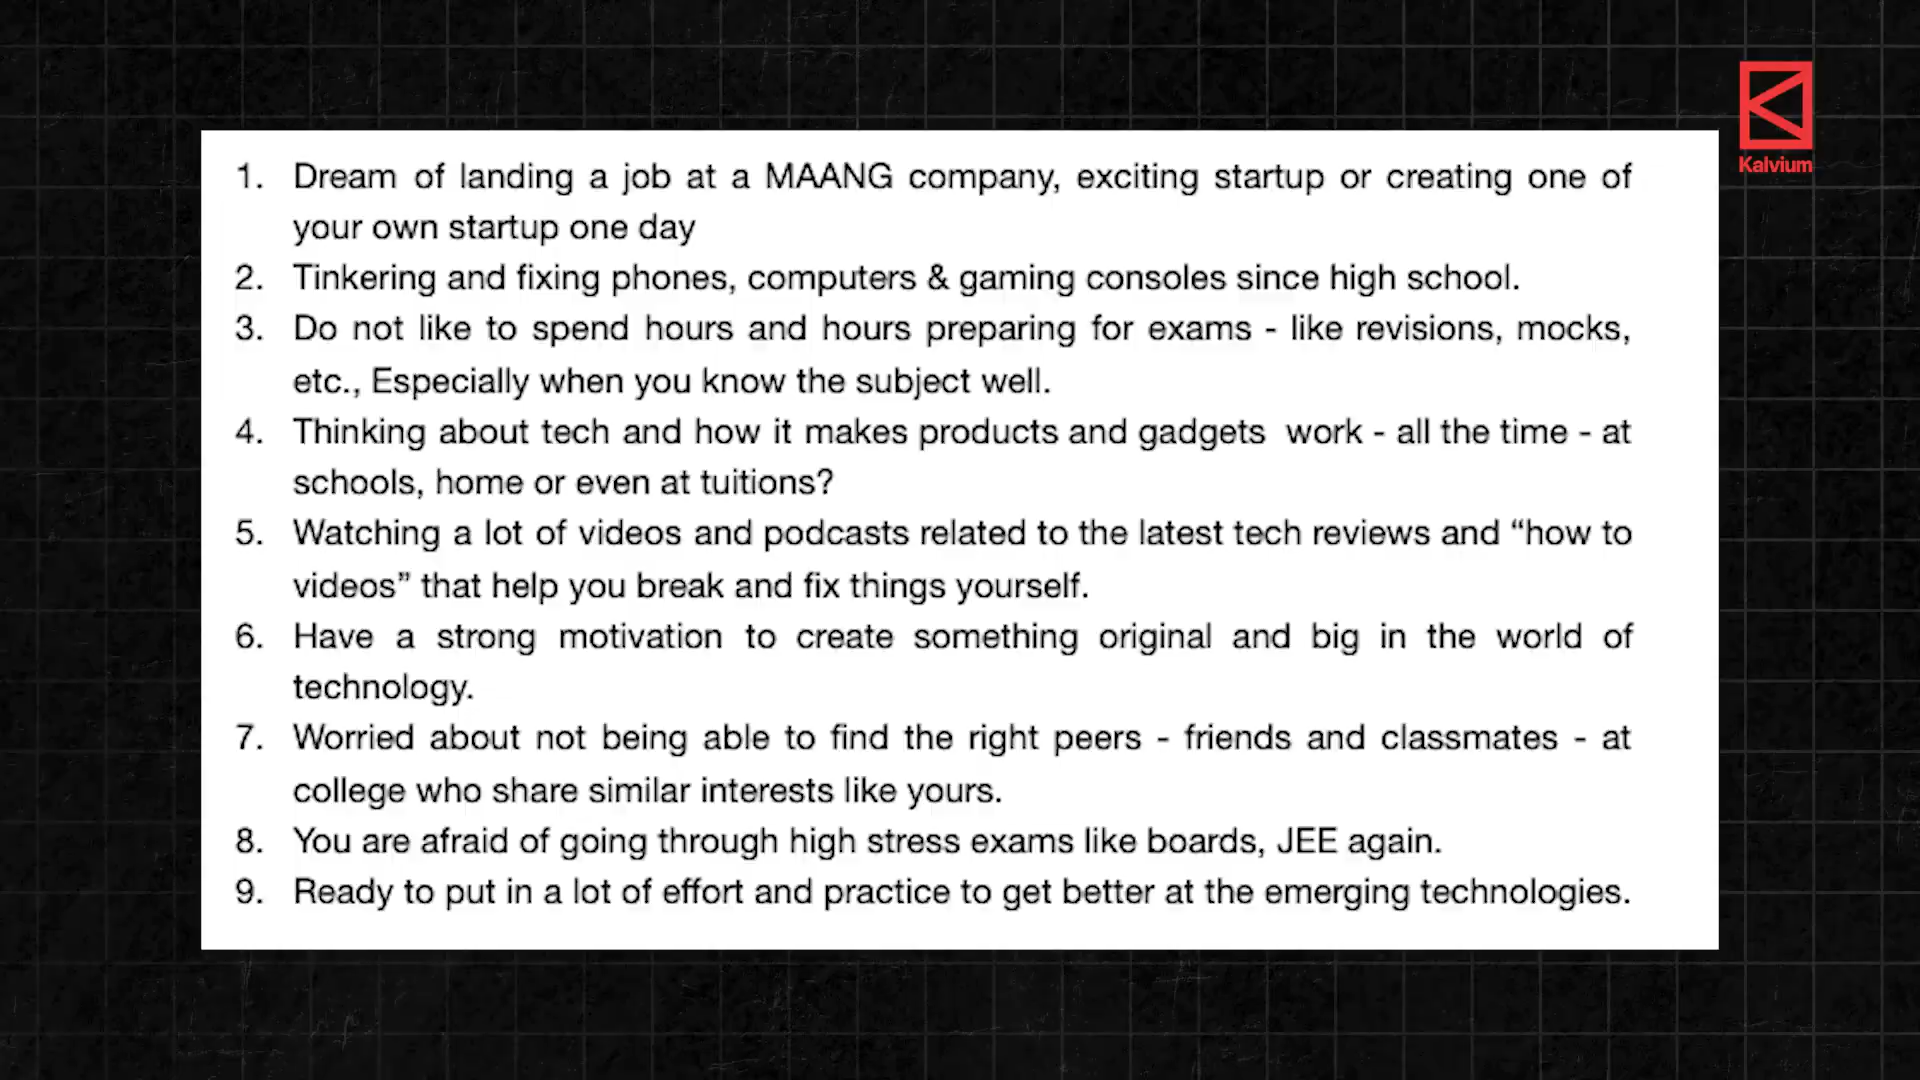 Kalvium
1. Dream of landing a job at a MAANG company, exciting startup or creating one of
your own startup one day
2. Tinkering and fixing phones, computers & gaming consoles since high school.
3. Do not like to spend hours and hours preparing for exams - like revisions, mocks,
etc., Especially when you know the subject well.
4. Thinking about tech and how it makes products and gadgets  work - all the time - at
schools, home or even at tuitions?
5. Watching a lot of videos and podcasts related to the latest tech reviews and “how to
videos” that help you break and fix things yourself.
6. Have a strong motivation to create something original and big in the world of
technology.
7. Worried about not being able to find the right peers - friends and classmates - at
college who share similar interests like yours.
8. You are afraid of going through high stress exams like boards, JEE again.
9. Ready to put in a lot of effort and practice to get better at the emerging technologies.